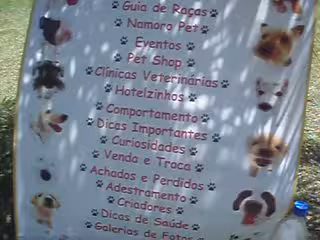 Guia de Raças
Namoro Pet
Eventos
Pet Shop
Clínicas Veterinárias
Hotelzinhos
Comportamento
Dicas Importantes
Curiosidades
Venda e Troca
Achados e Perdidos
Adestramento
Criadores
Dicas de Saúde
Galerias de Fotos